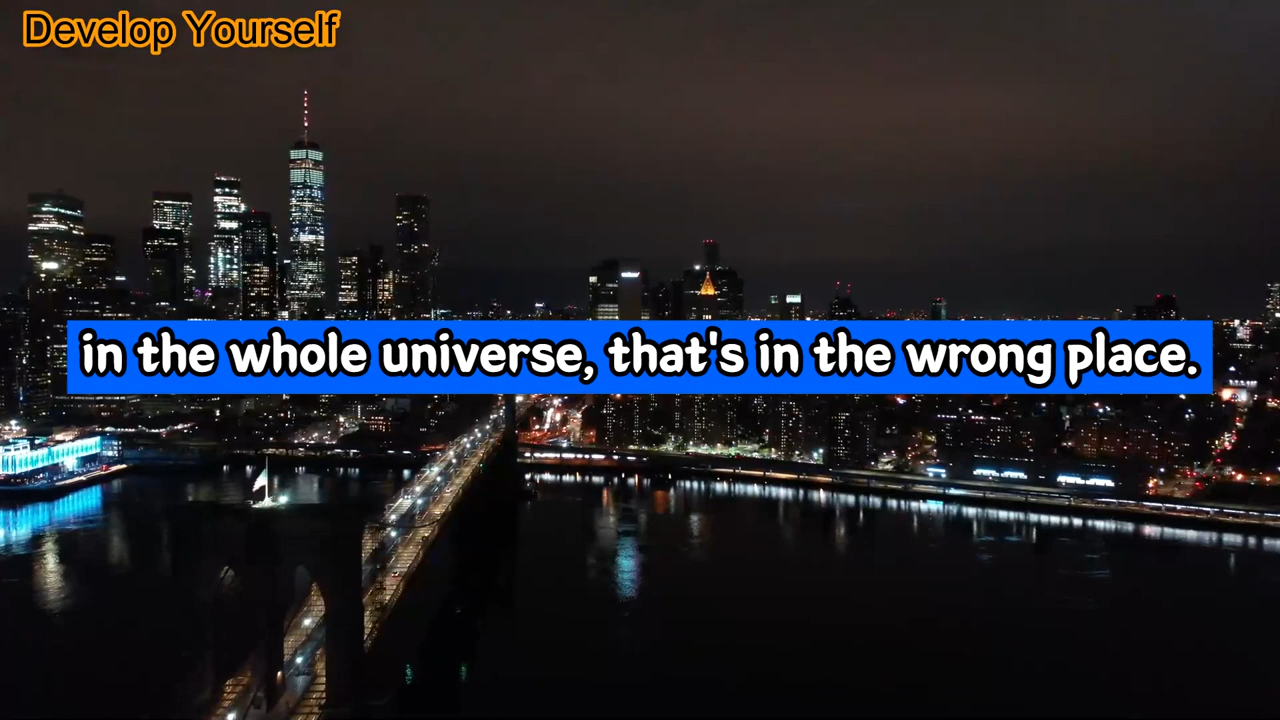 Develop Yourself
in the whole universe, that's in the wrong place.